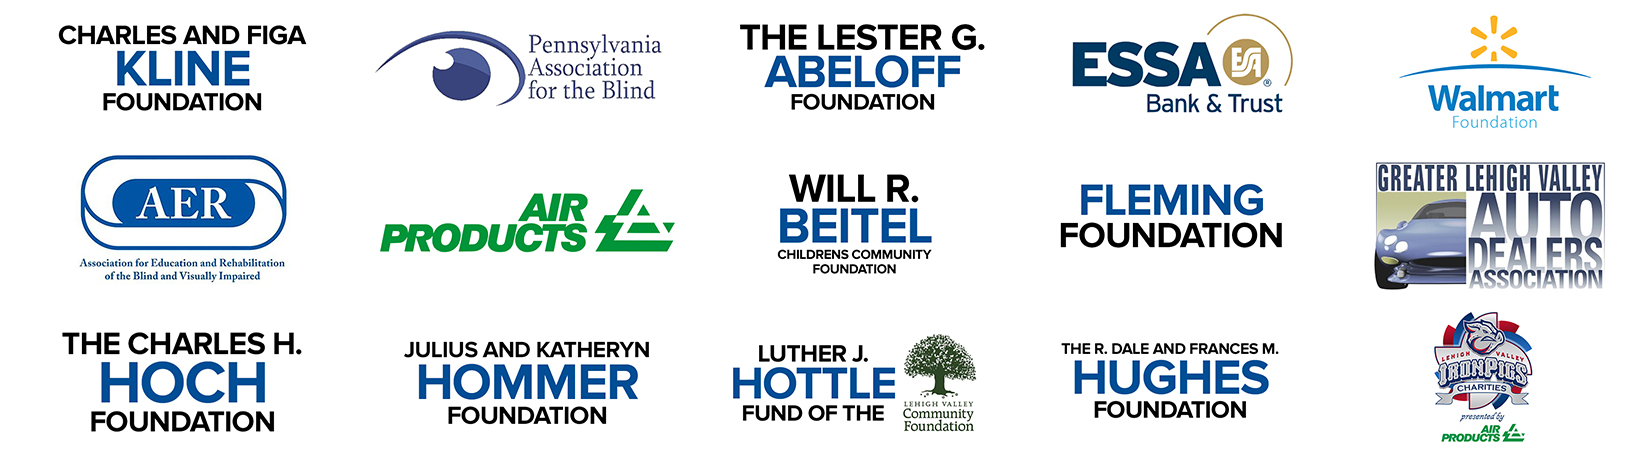 CHARLES AND FIGA
KLINE
FOUNDATION
Pennsylvania
Association
for the Blind
THE LESTER G.
ABELOFF
FOUNDATION
ESSA
ESSA
®
Bank & Trust
Walmart
Foundation
AER
Association for Education and Rehabilitation
of the Blind and Visually Impaired
AIR
PRODUCTS
WILL R.
BEITEL
CHILDRENS COMMUNITY
FOUNDATION
FLEMING
FOUNDATION
GREATER LEHIGH VALLEY
AUTO
DEALERS
ASSOCIATION
THE CHARLES H.
HOCH
FOUNDATION
JULIUS AND KATHERYN
HOMMER
FOUNDATION
LUTHER J.
HOTTLE
FUND OF THE
LEHIGH VALLEY
Community
Foundation
THE R. DALE AND FRANCES M.
HUGHES
FOUNDATION
LEHIGH VALLEY
IRONPIGS
CHARITIES
presented by
AIR
PRODUCTS